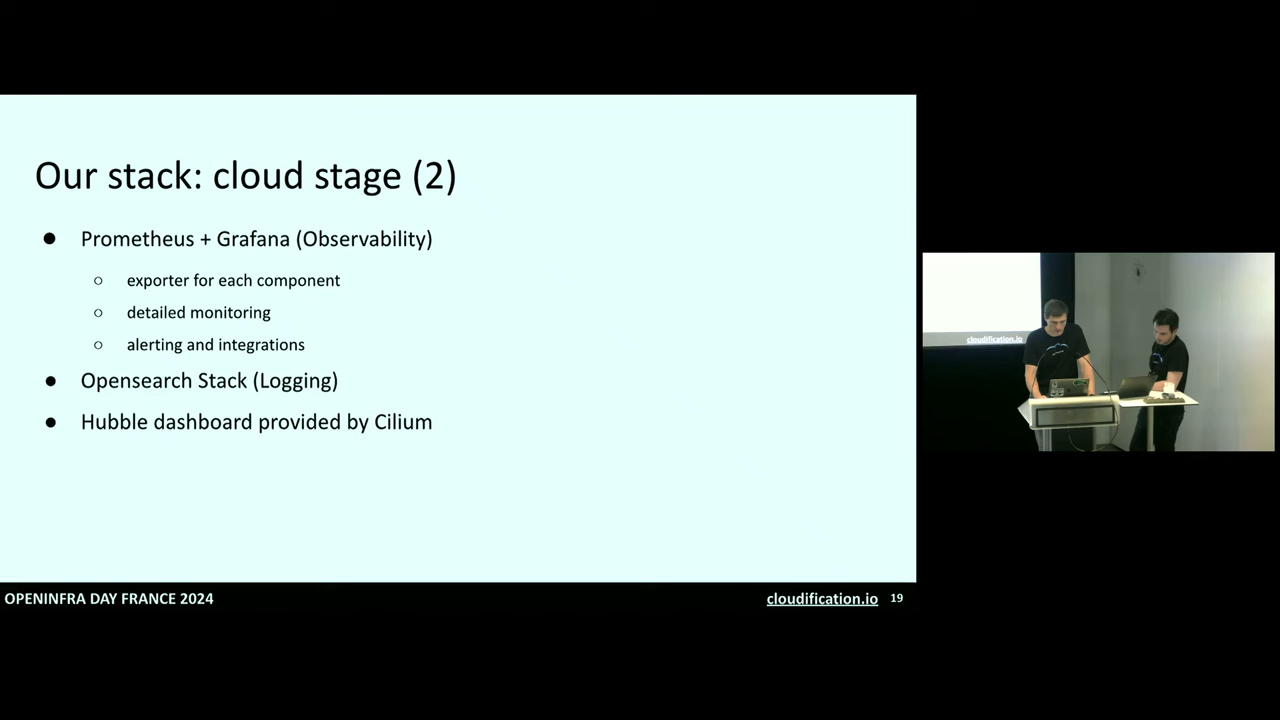 Our stack: cloud stage (2)
● Prometheus + Grafana (Observability)
○ exporter for each component
○ detailed monitoring
○ alerting and integrations
● Opensearch Stack (Logging)
● Hubble dashboard provided by Cilium
cloudification.io
OPENINFRA DAY FRANCE 2024
cloudification.io 19